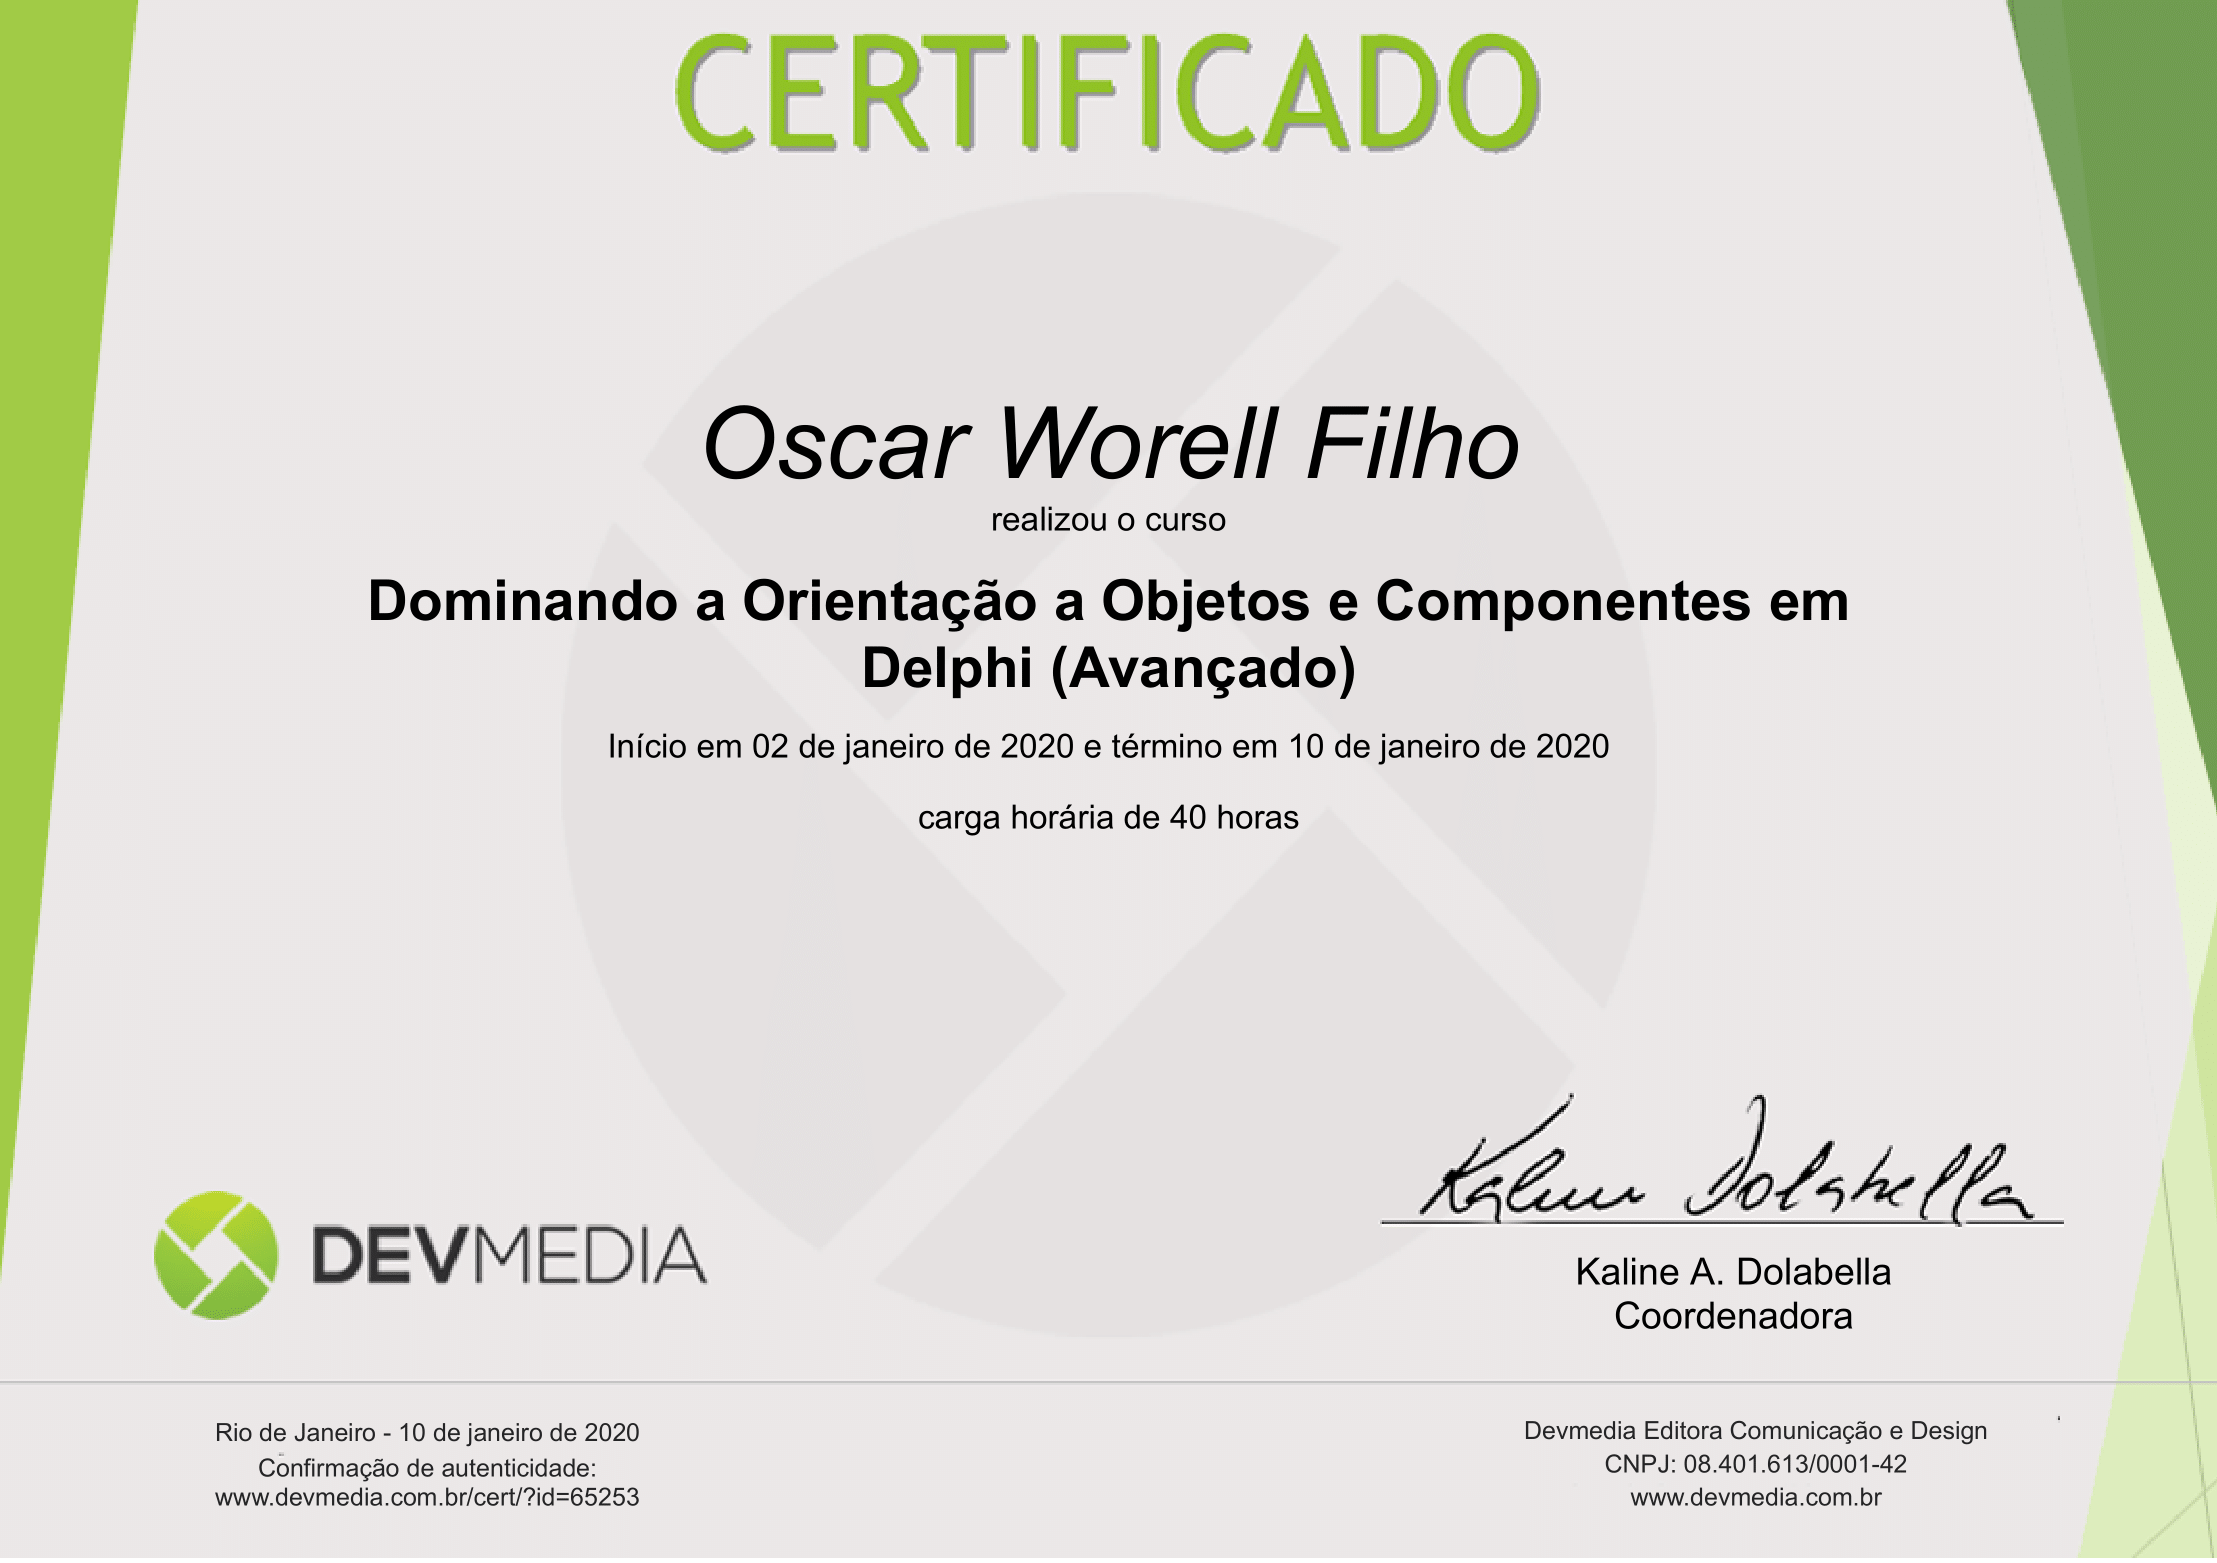 CERTIFICADO
Oscar Worell Filho
realizou o curso
Dominando a Orientação a Objetos e Componentes em
Delphi (Avançado)
Início em 02 de janeiro de 2020 e término em 10 de janeiro de 2020
carga horária de 40 horas
Kaline Dolabella
DEVMEDIA
Kaline A. Dolabella
Coordenadora
Rio de Janeiro - 10 de janeiro de 2020
Confirmação de autenticidade:
www.devmedia.com.br/cert/?id=65253
Devmedia Editora Comunicação e Design
CNPJ: 08.401.613/0001-42
www.devmedia.com.br